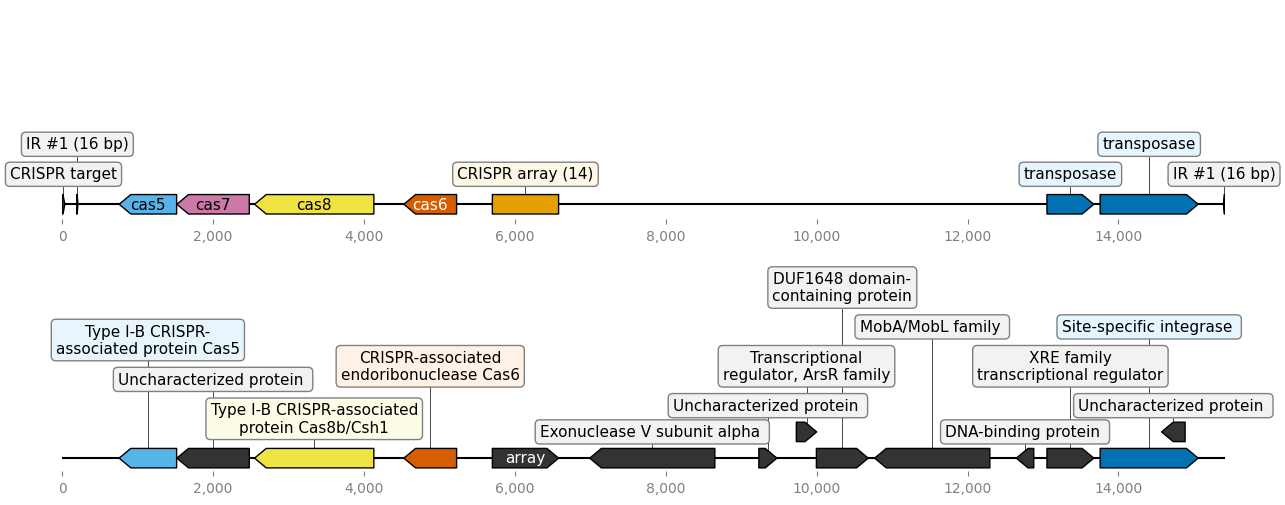 IR #1 (16 bp)
transposase
CRISPR target
CRISPR array (14)
transposase
IR #1 (16 bp)
cas5
cas7
cas8
cas6
0
2,000
4,000
6,000
8,000
10,000
12,000
14,000
DUF1648 domain-
containing protein
Type I-B CRISPR-
associated protein Cas5
MobA/MobL family
Site-specific integrase
CRISPR-associated
endoribonuclease Cas6
Transcriptional
regulator, ArsR family
XRE family
transcriptional regulator
Uncharacterized protein
Type I-B CRISPR-associated
protein Cas8b/Csh1
Uncharacterized protein
Uncharacterized protein
Exonuclease V subunit alpha
DNA-binding protein
array
0
2,000
4,000
6,000
8,000
10,000
12,000
14,000